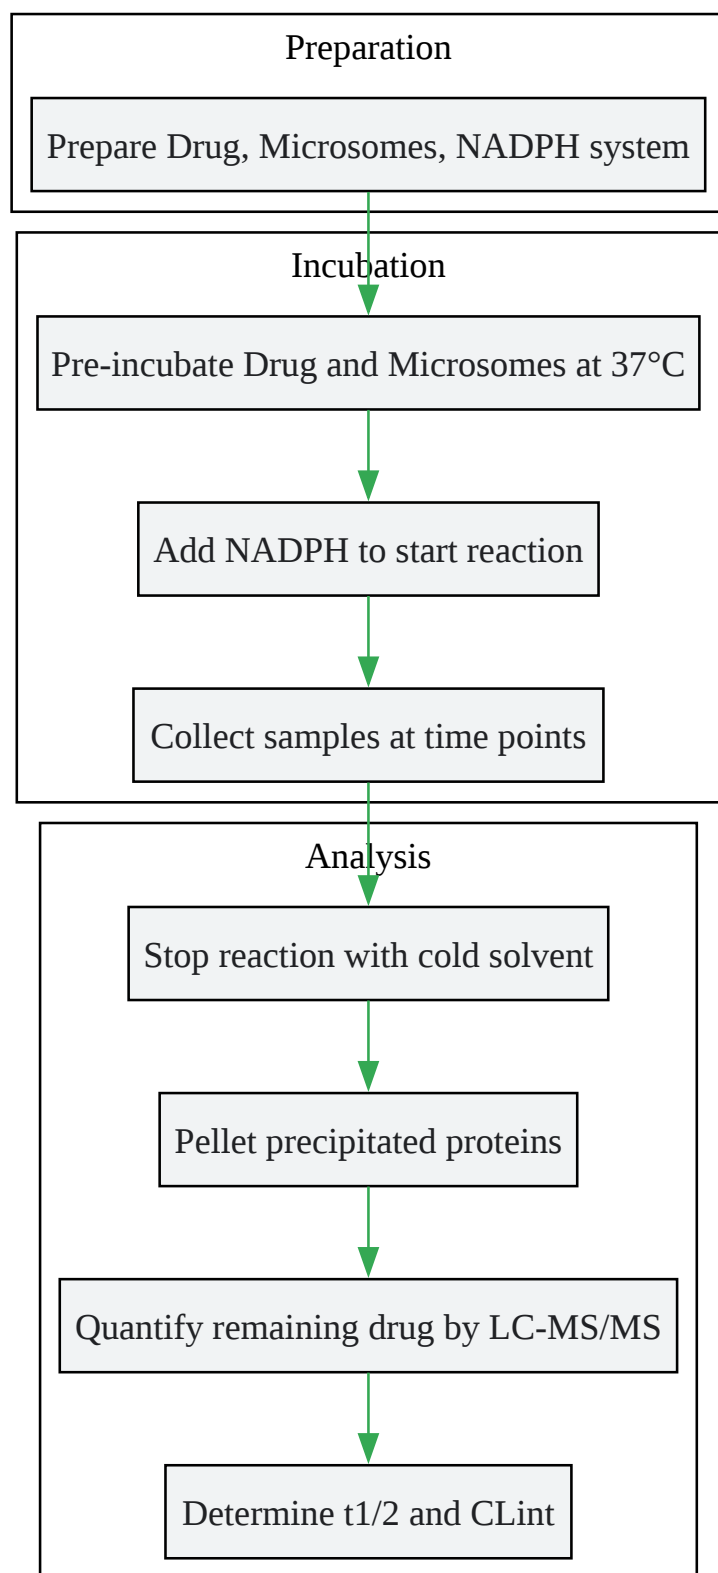 Preparation
Prepare Drug, Microsomes, NADPH system
Incubation
Pre-incubate Drug and Microsomes at 37°C
Add NADPH to start reaction
Collect samples at time points
Analysis
Stop reaction with cold solvent
Pellet precipitated proteins
Quantify remaining drug by LC-MS/MS
Determine t1/2 and CLint